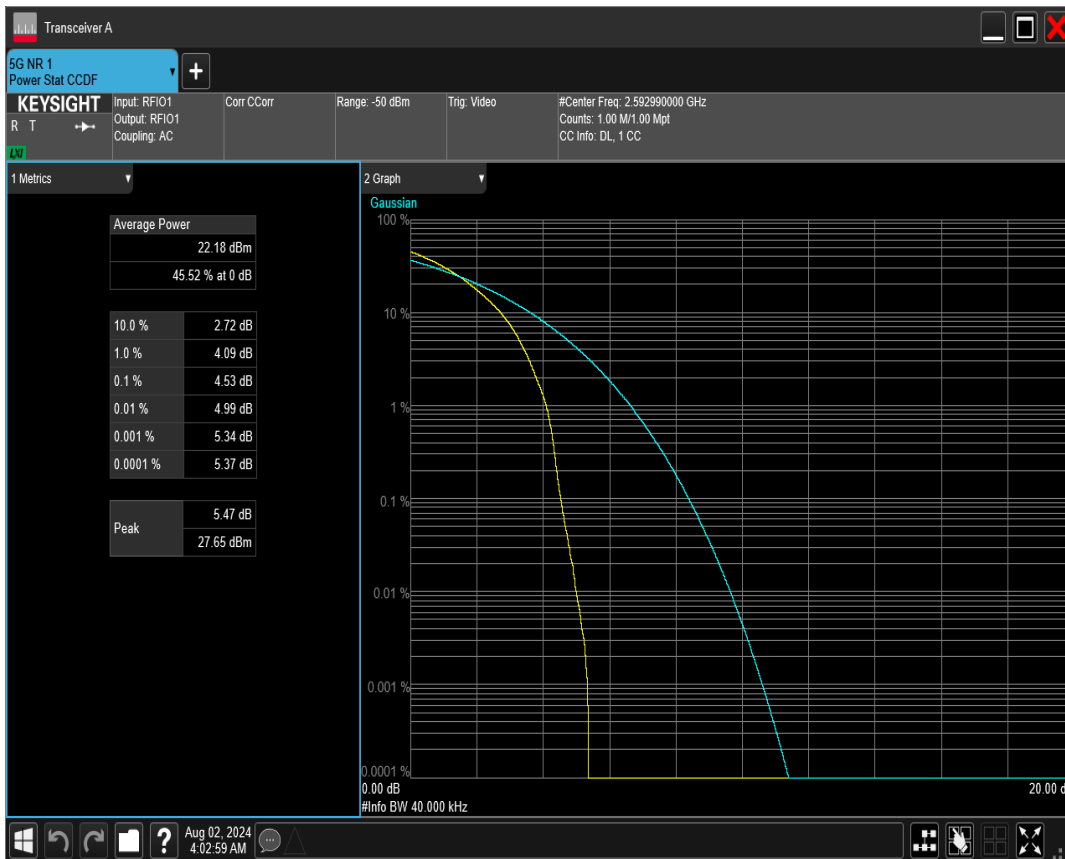 Transceiver A
5G NR 1
Power Stat CCDF
KEYSIGHT
R T
LXI
Input: RFIO1
Output: RFIO1
Coupling: AC
Corr CCorr
Range: -50 dBm
Trig: Video
#Center Freq: 2.592990000 GHz
Counts: 1.00 M/1.00 Mpt
CC Info: DL, 1 CC
1 Metrics
Average Power
22.18 dBm
45.52 % at 0 dB
10.0 % 2.72 dB
1.0 % 4.09 dB
0.1 % 4.53 dB
0.01 % 4.99 dB
0.001 % 5.34 dB
0.0001 % 5.37 dB
Peak
5.47 dB
27.65 dBm
2 Graph
Gaussian
100 %
10 %
1 %
0.1 %
0.01 %
0.001 %
0.0001 %
0.00 dB 20.00 d
#Info BW 40.000 kHz
? Aug 02, 2024
4:02:59 AM